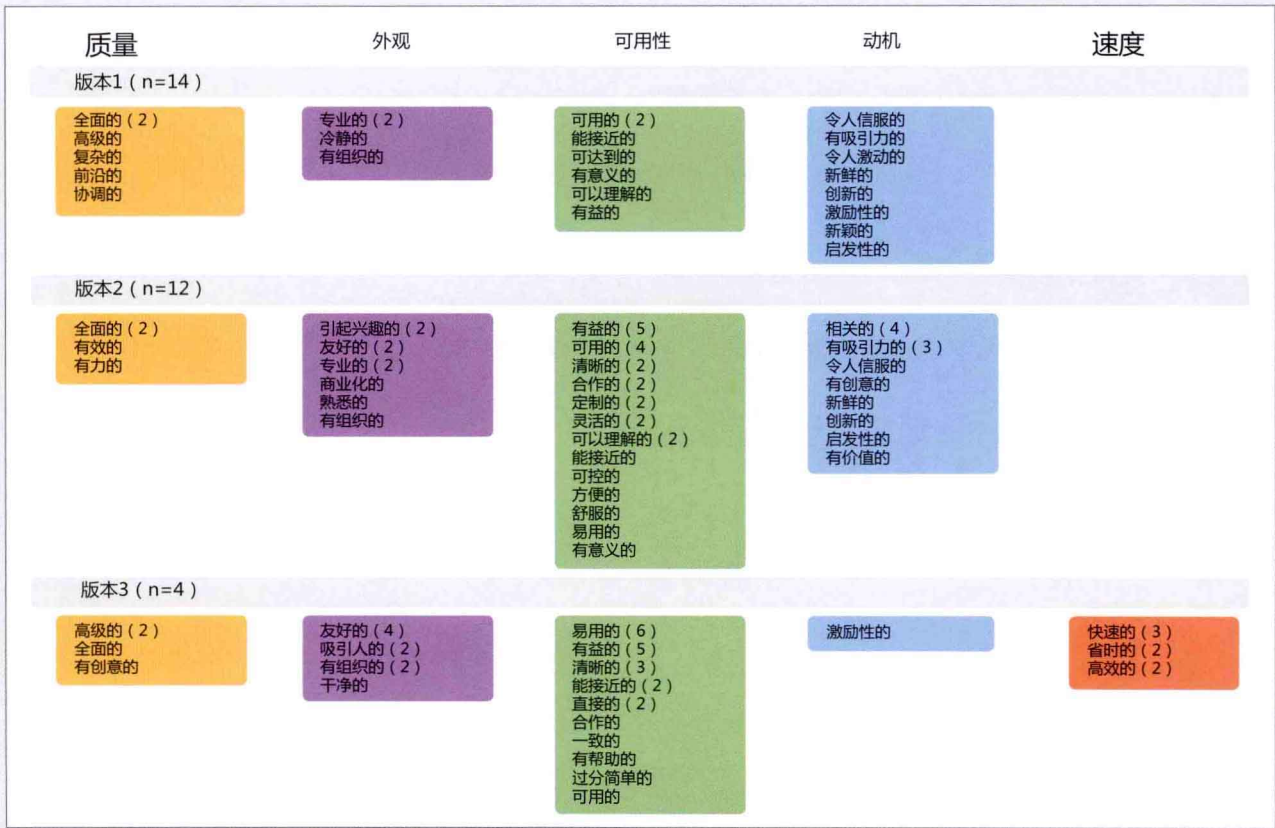 质量
外观
可用性
动机
速度
版本1（n=14）
全面的（2）
高级的
复杂的
前沿的
协调的
专业的（2）
冷静的
有组织的
可用的（2）
能接近的
可达到的
有意义的
可以理解的
有益的
令人信服的
有吸引力的
令人激动的
新鲜的
创新的
激励性的
新颖的
启发性的
版本2（n=12）
全面的（2）
有效的
有力的
引起兴趣的（2）
友好的（2）
专业的（2）
商业化的
熟悉的
有组织的
有益的（5）
可用的（4）
清晰的（2）
合作的（2）
定制的（2）
灵活的（2）
可以理解的（2）
能接近的
可控的
方便的
舒服的
易用的
有意义的
相关的（4）
有吸引力的（3）
令人信服的
有创意的
新鲜的
创新的
启发性的
有价值的
版本3（n=4）
高级的（2）
全面的
有创意的
友好的（4）
吸引人的（2）
有组织的（2）
干净的
易用的（6）
有益的（5）
清晰的（3）
能接近的（2）
直接的（2）
合作的
一致的
有帮助的
过分简单的
可用的
激励性的
快速的（3）
省时的（2）
高效的（2）